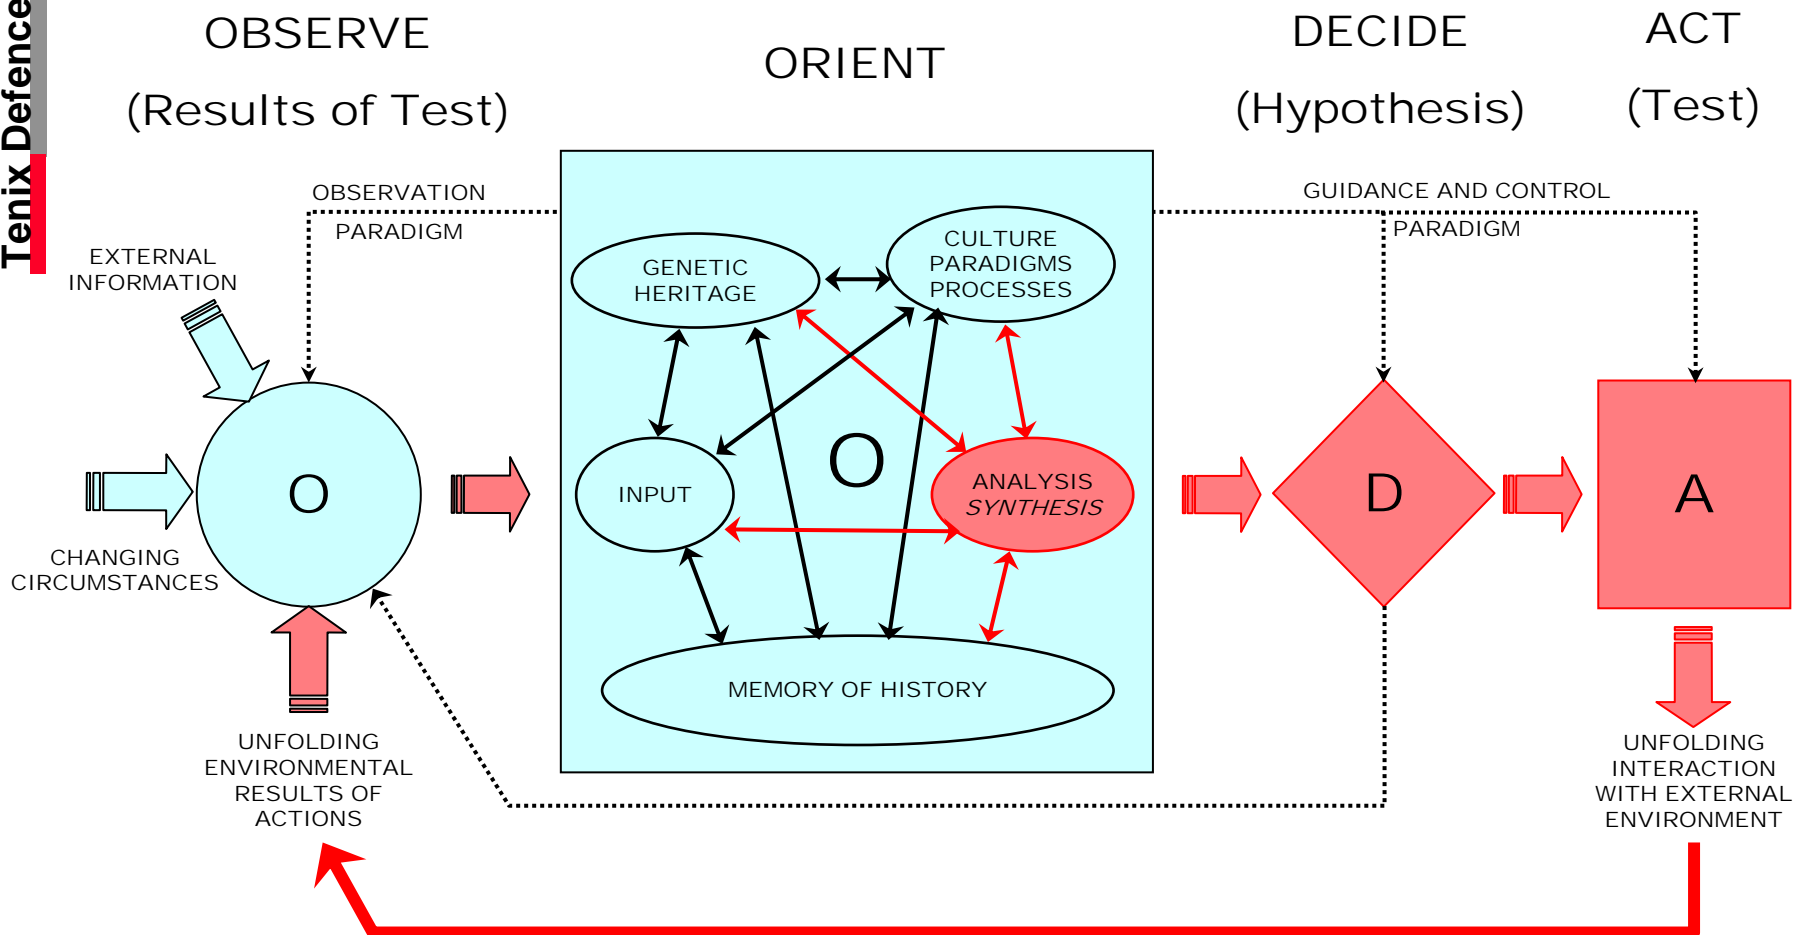 Tenix Defence
OBSERVE
(Results of Test)
ORIENT
DECIDE
(Hypothesis)
ACT
(Test)
OBSERVATION
PARADIGM
GUIDANCE AND CONTROL
PARADIGM
EXTERNAL
INFORMATION
CHANGING
CIRCUMSTANCES
O
UNFOLDING
ENVIRONMENTAL
RESULTS OF
ACTIONS
GENETIC
HERITAGE
CULTURE
PARADIGMS
PROCESSES
INPUT
O
ANALYSIS
SYNTHESIS
MEMORY OF HISTORY
D
A
UNFOLDING
INTERACTION
WITH EXTERNAL
ENVIRONMENT